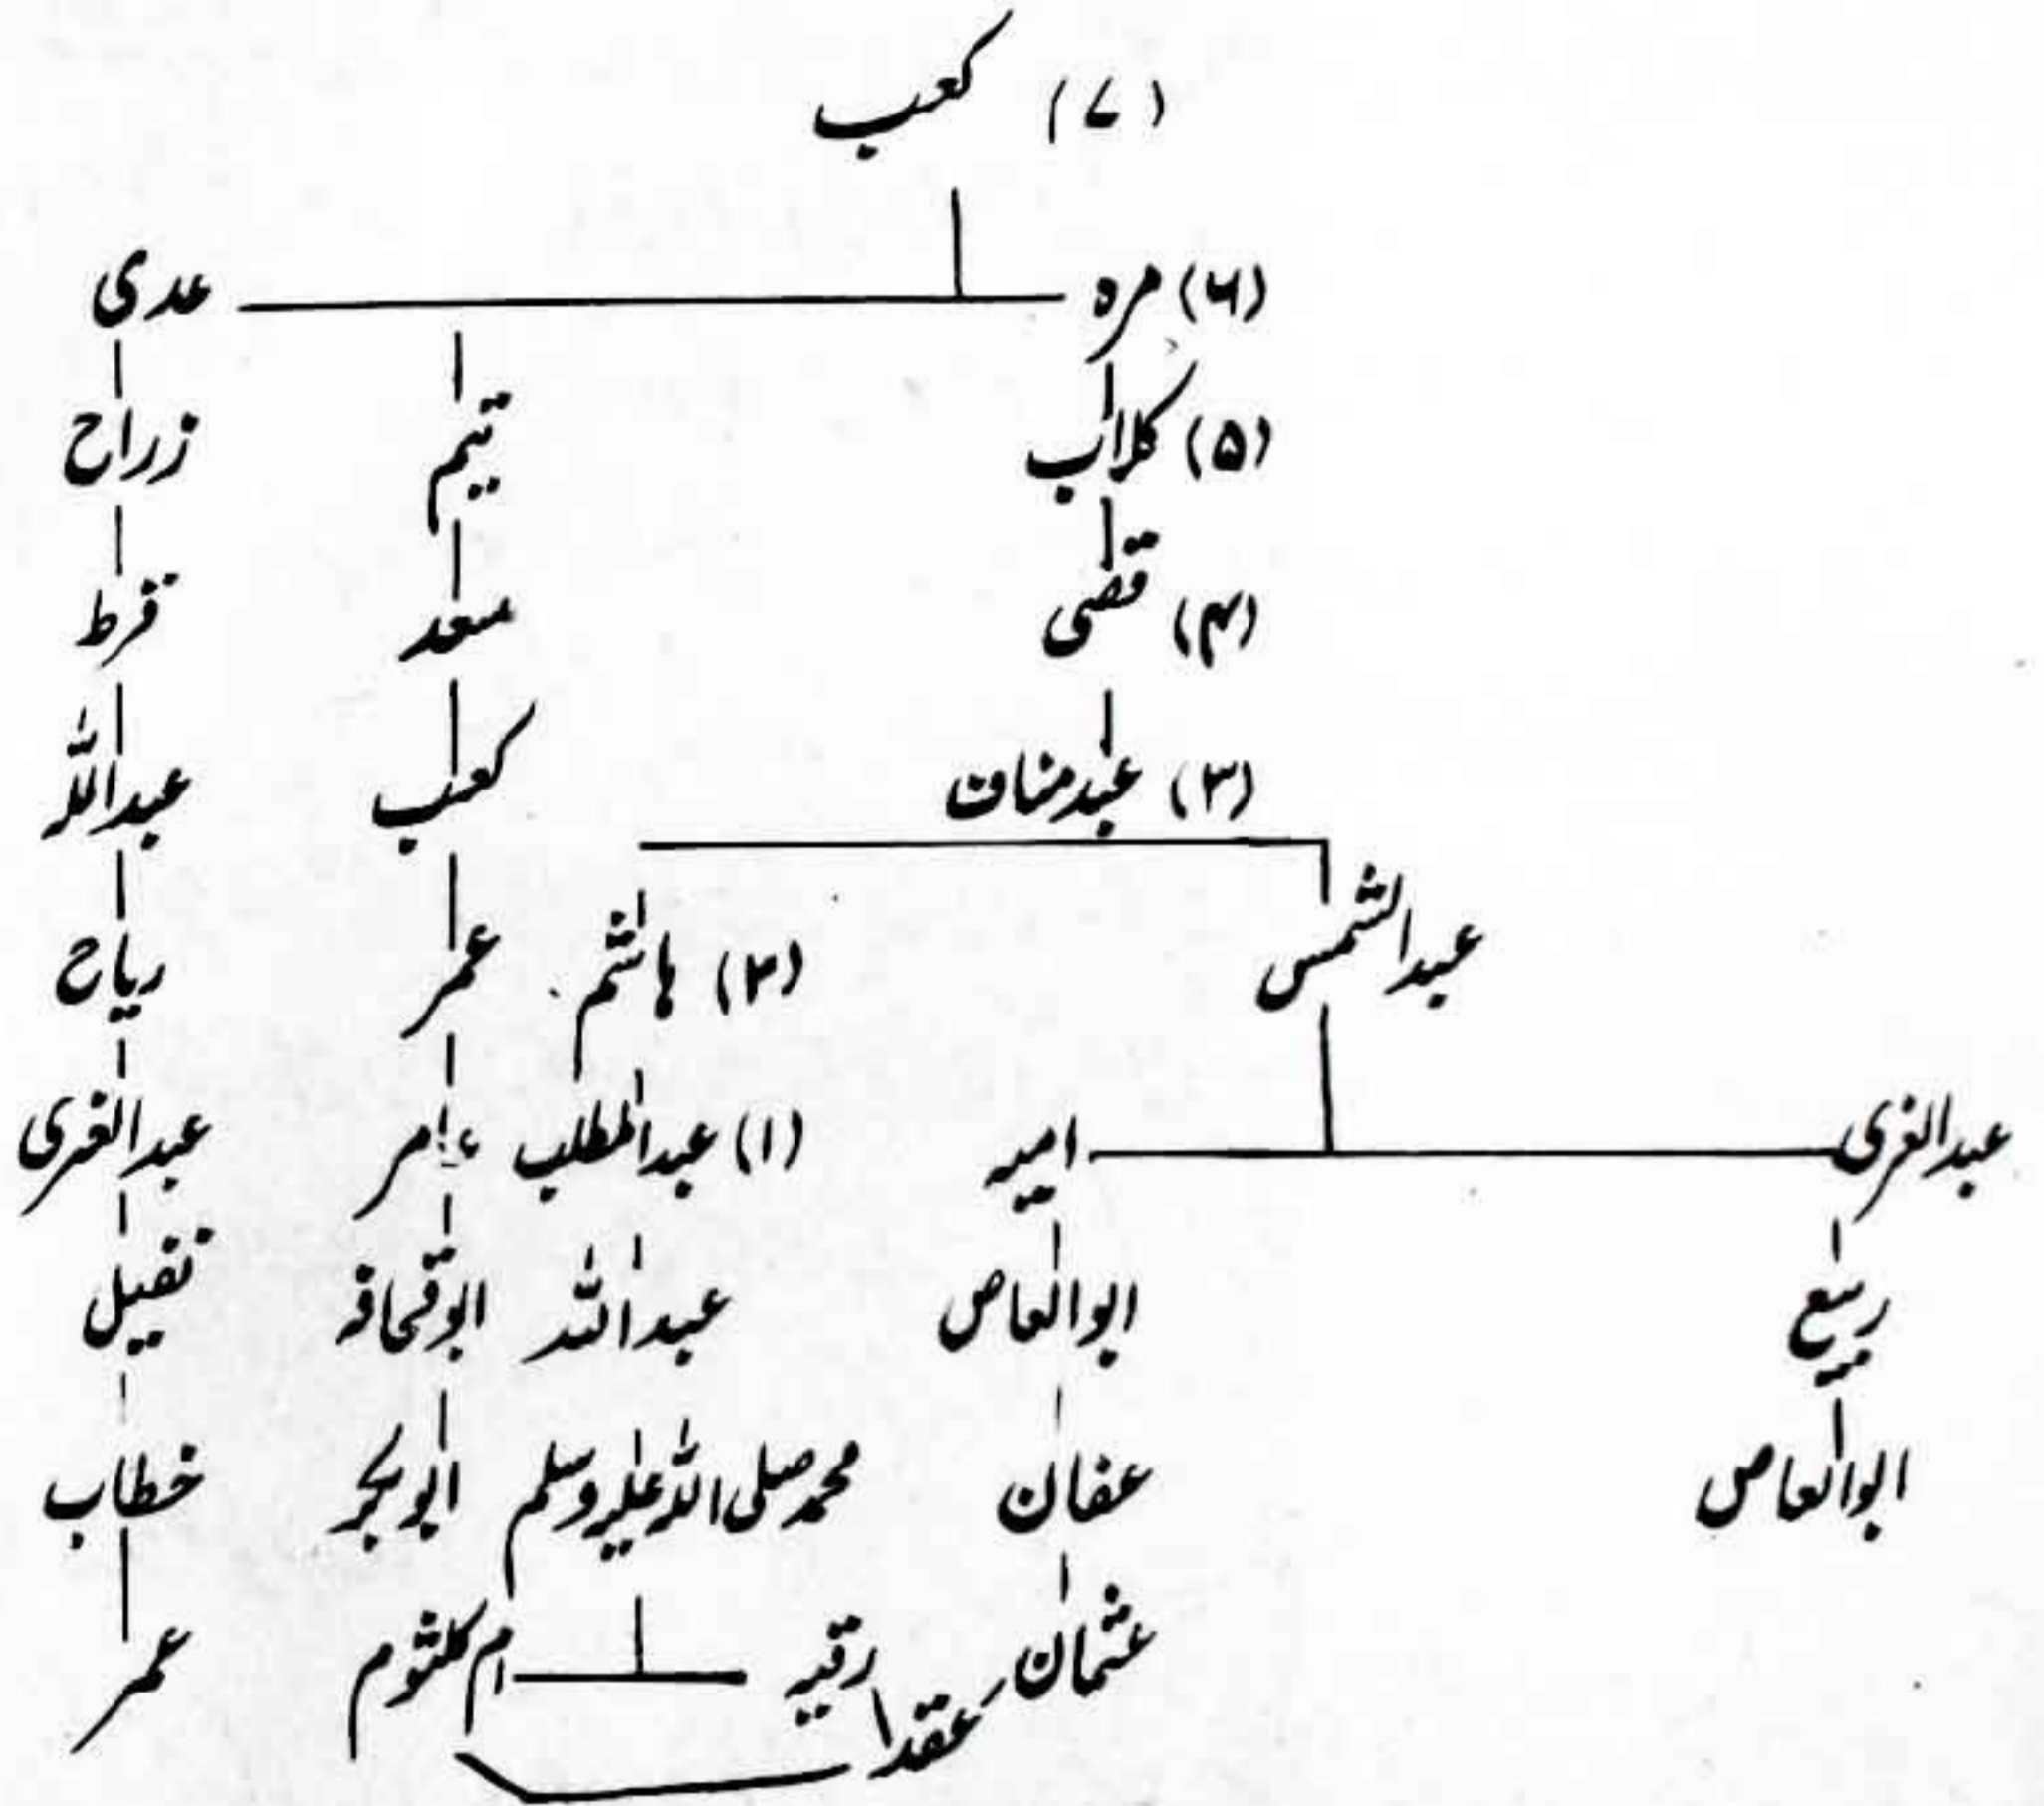 (۷) کعب
(۶) مرہ عدی
(۵) کلاب تیم زراح
(۴) قصی سعد قرط
(۳) عبدمناف کعب عبداللہ
عبدالشمس (۲) ہاشم عمر ریاح
عبدالعزی امیہ (۱) عبدالمطلب عامر عبدالعزی
ربیع ابوالعاص عبداللہ ابوقحافہ نفیل
ابوالعاص عفان محمد صلی اللہ علیہ وسلم ابوبکر خطاب
عثمان رقیہ ام کلثوم عمر
عقد